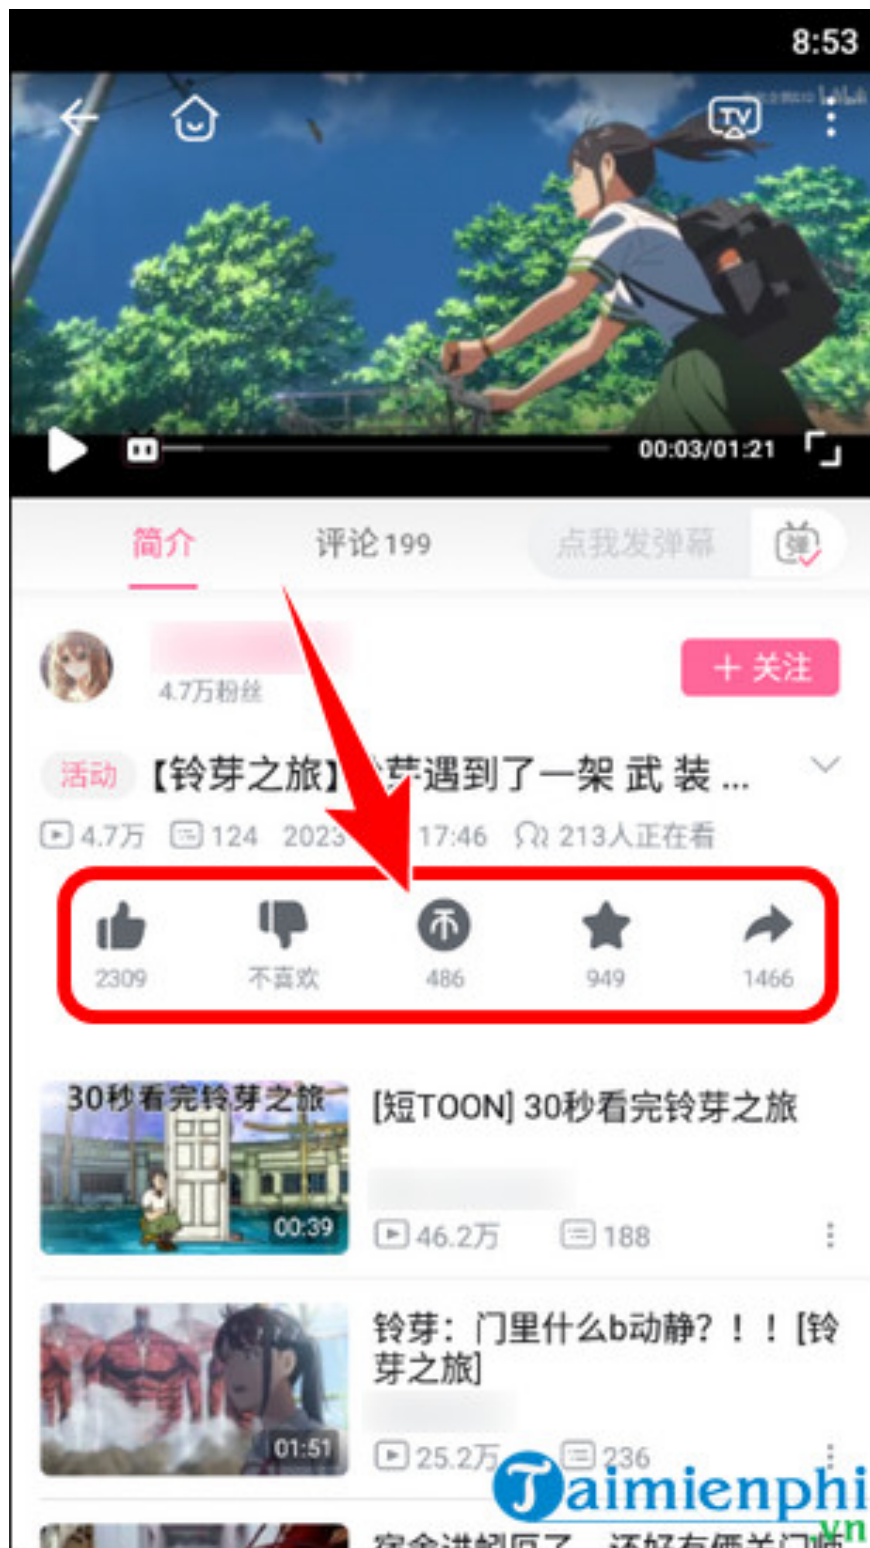 8:53
TV
00:03/01:21
简介
评论 199
点我发弹幕
弹
4.7万粉丝
+ 关注
活动
【铃芽之旅】
芽遇到了一架 武 装 ...
4.7万
124
2023
17:46
213人正在看
2309
不喜欢
486
949
1466
30秒看完铃芽之旅
00:39
[短TOON] 30秒看完铃芽之旅
46.2万
188
铃芽：门里什么b动静？！！[铃
芽之旅]
01:51
25.2万
236
Taimienphi
.vn